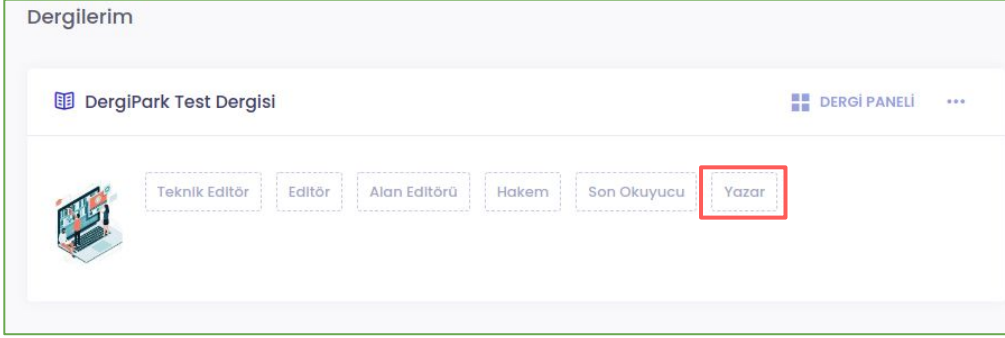 Dergilerim
DergiPark Test Dergisi DERGİ PANELİ
Teknik Editör Editör Alan Editörü Hakem Son Okuyucu Yazar